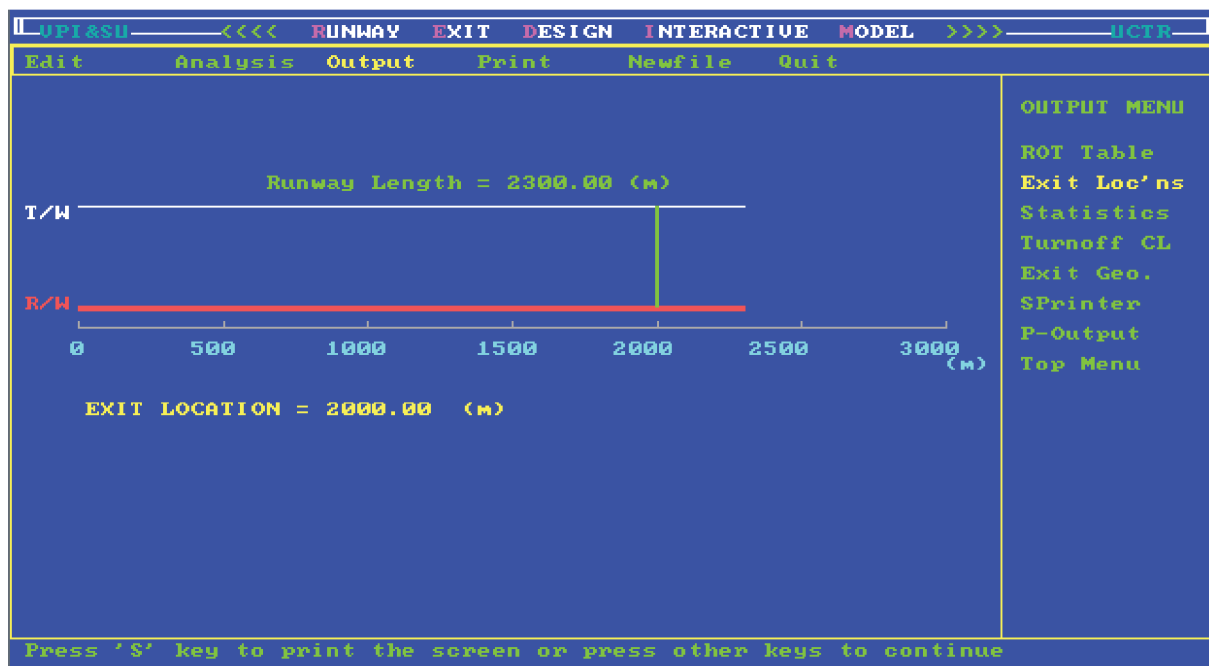 VPI&SU <<<< RUNWAY EXIT DESIGN INTERACTIVE MODEL >>>> UCTR
Edit Analysis Output Print Newfile Quit
Runway Length = 2300.00 (m)
T/W
R/W
0 500 1000 1500 2000 2500 3000
(m)
EXIT LOCATION = 2000.00 (m)
OUTPUT MENU
ROT Table
Exit Loc'ns
Statistics
Turnoff CL
Exit Geo.
SPrinter
P-Output
Top Menu
Press 'S' key to print the screen or press other keys to continue